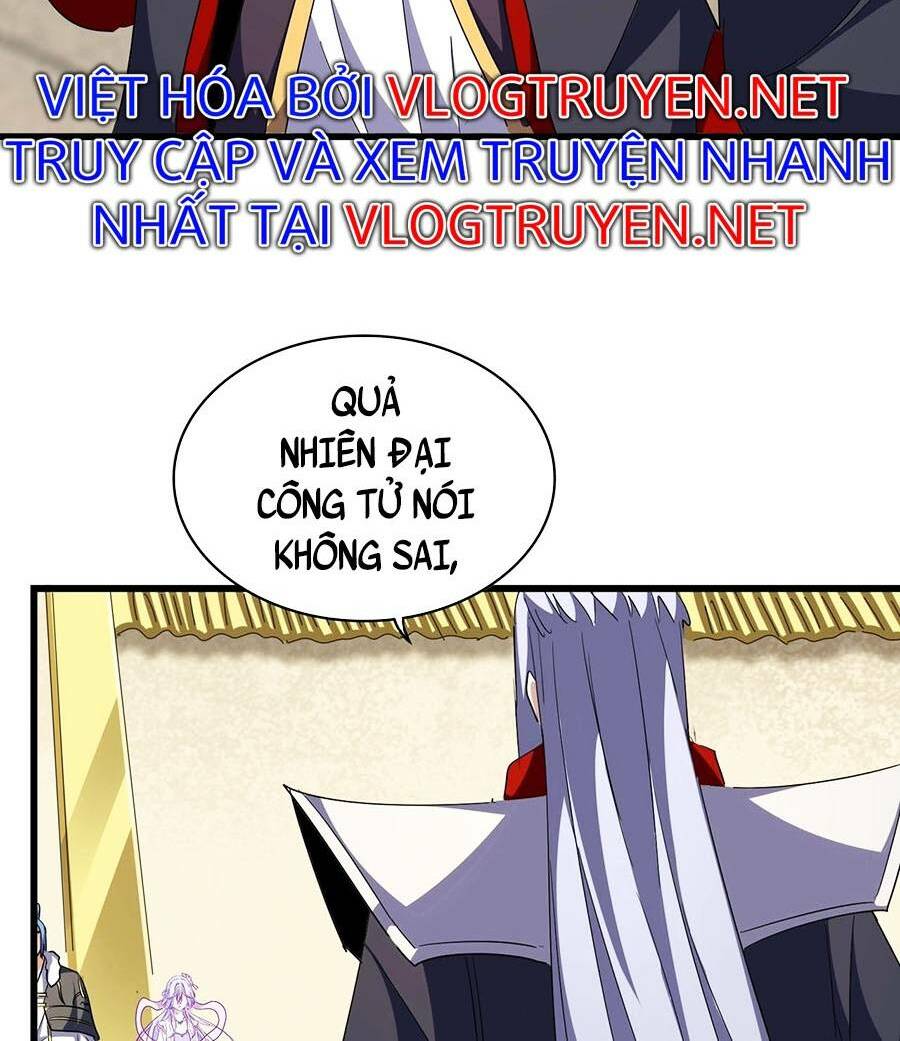 VIỆT HÓA BỞI VLOGTRUYEN.NET
TRUY CẬP VÀ XEM TRUYỆN NHANH
NHẤT TẠI VLOGTRUYEN.NET
QUẢ
NHIÊN ĐẠI
CÔNG TỬ NÓI
KHÔNG SAI,